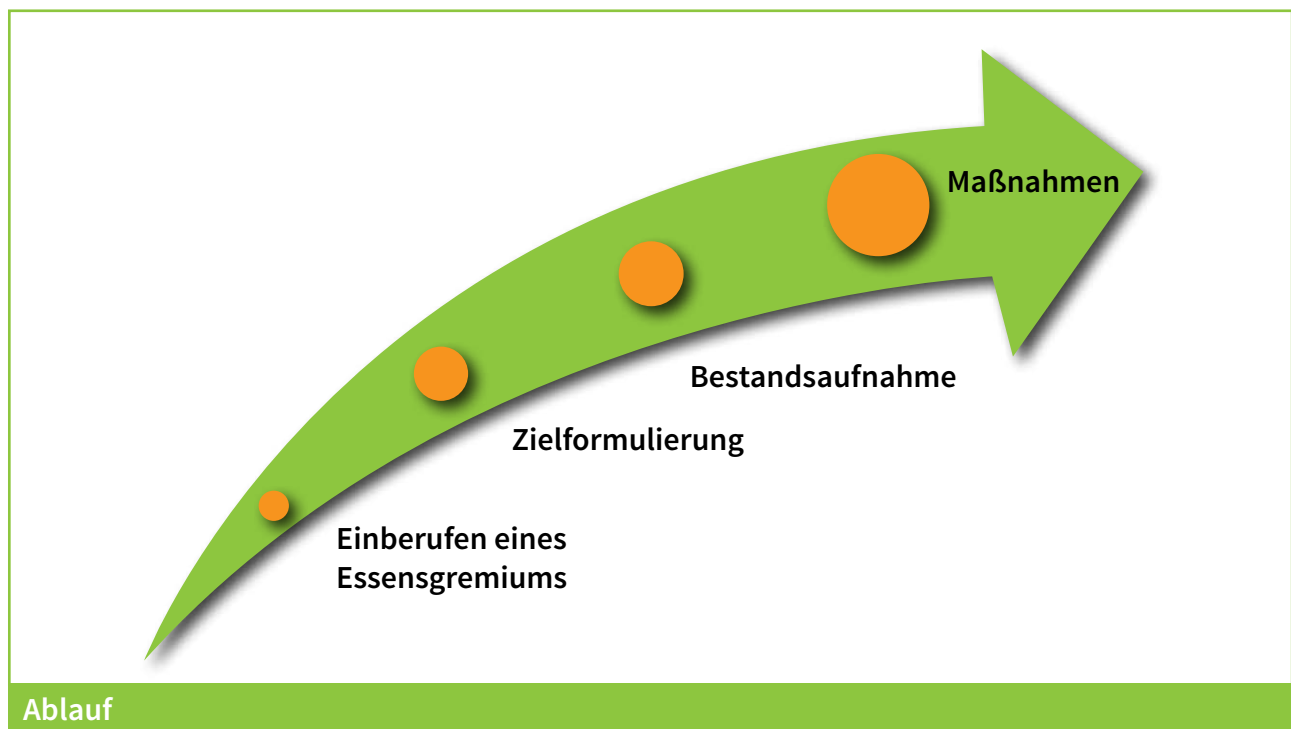 Maßnahmen
Bestandsaufnahme
Zielformulierung
Einberufen eines
Essensgremiums
Ablauf